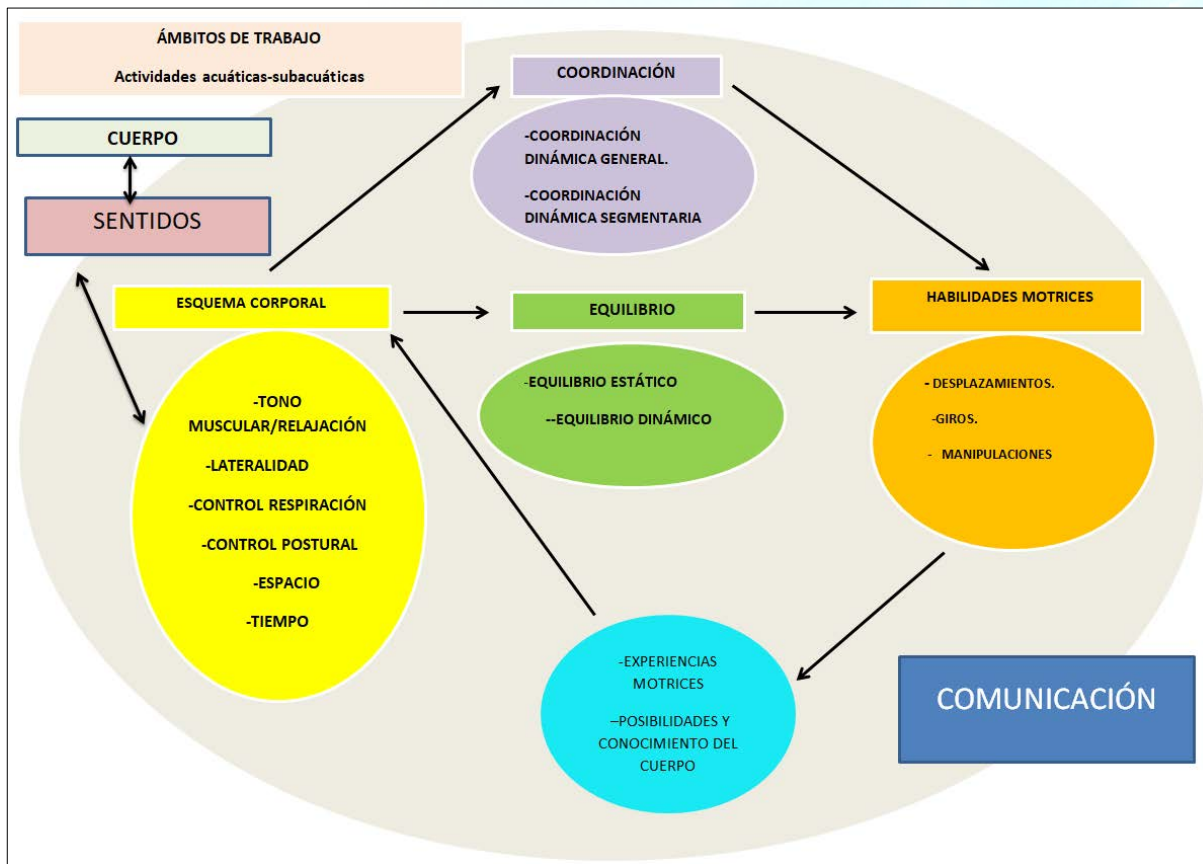 ÁMBITOS DE TRABAJO
Actividades acuáticas-subacuáticas
CUERPO
SENTIDOS
COORDINACIÓN
-COORDINACIÓN
DINÁMICA GENERAL.
-COORDINACIÓN
DINÁMICA SEGMENTARIA
ESQUEMA CORPORAL
-TONO
MUSCULAR/RELAJACIÓN
-LATERALIDAD
-CONTROL RESPIRACIÓN
-CONTROL POSTURAL
-ESPACIO
-TIEMPO
EQUILIBRIO
-EQUILIBRIO ESTÁTICO
--EQUILIBRIO DINÁMICO
HABILIDADES MOTRICES
- DESPLAZAMIENTOS.
-GIROS.
- MANIPULACIONES
-EXPERIENCIAS
MOTRICES
–POSIBILIDADES Y
CONOCIMIENTO DEL
CUERPO
COMUNICACIÓN